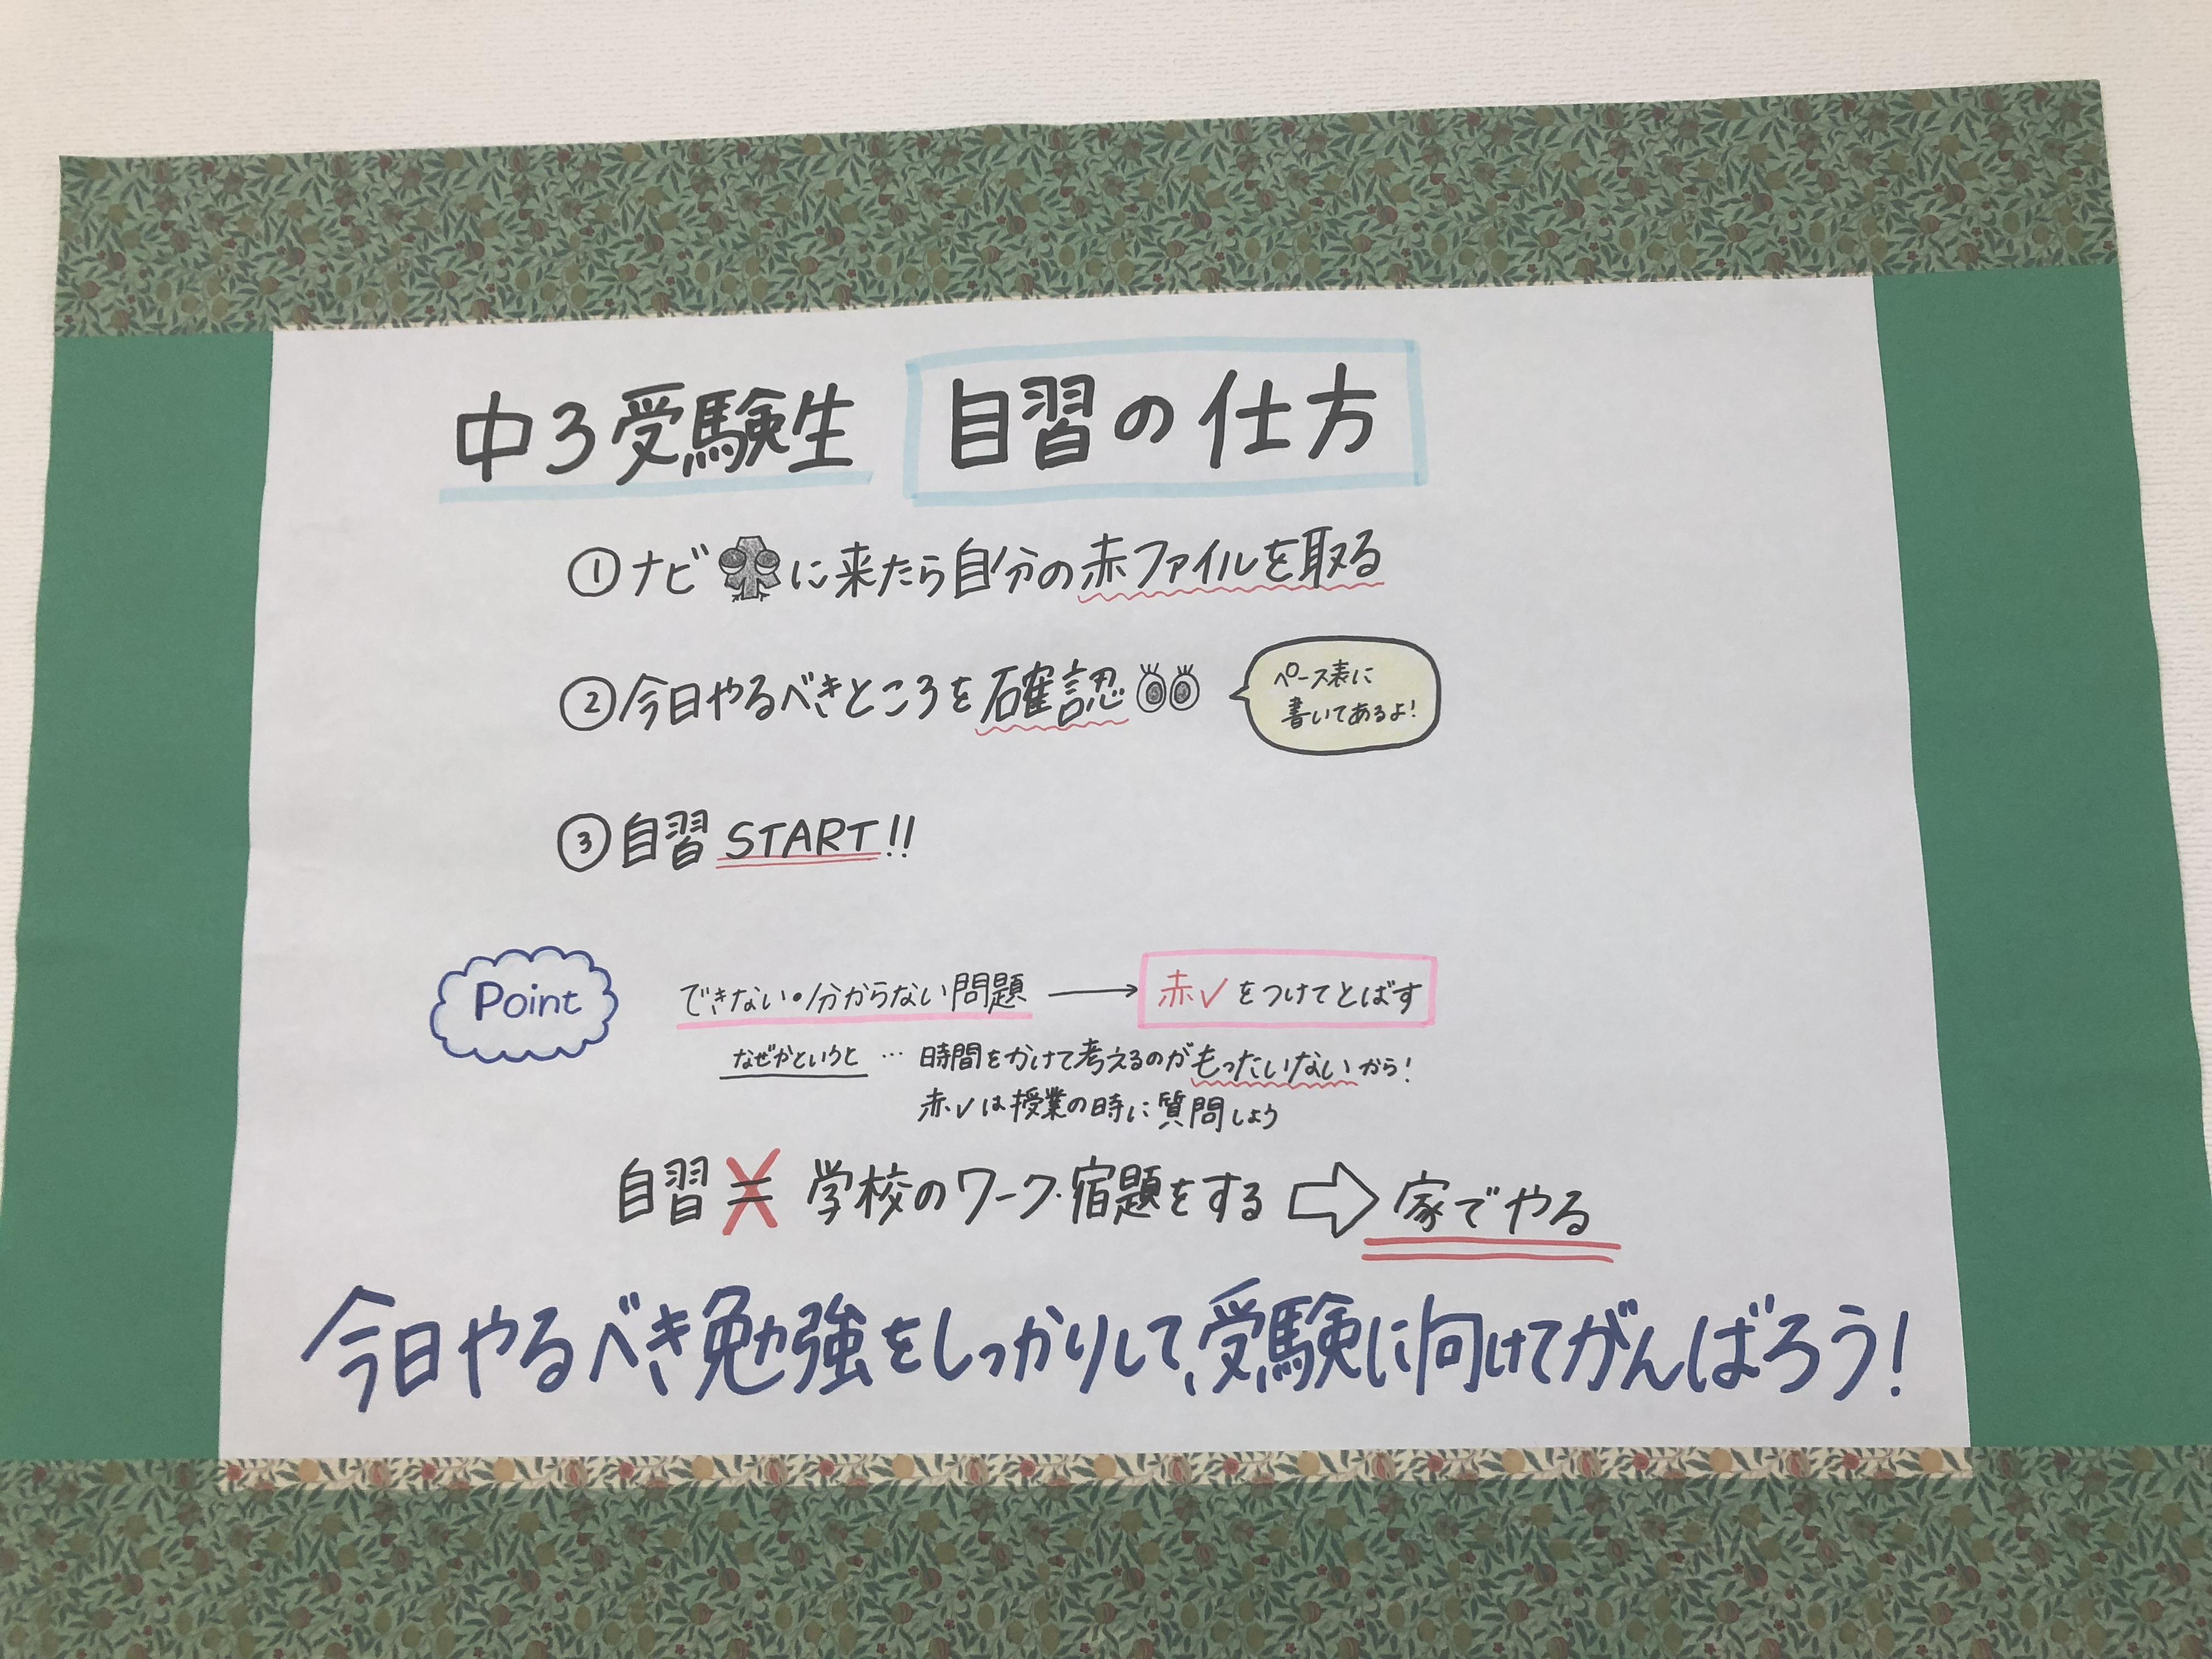 中3受験生 自習の仕方
①ナビに来たら自分の赤ファイルを取る
②今日やるべきところを確認
ペース表に
書いてあるよ!
③自習START!!
Point
できない・分からない問題 → 赤✓をつけてとばす
なぜかというと … 時間をかけて考えるのがもったいないから!
赤✓は授業の時に質問しよう
自習 ≠ 学校のワーク・宿題をする ⇨ 家でやる
今日やるべき勉強をしっかりして、受験に向けてがんばろう!